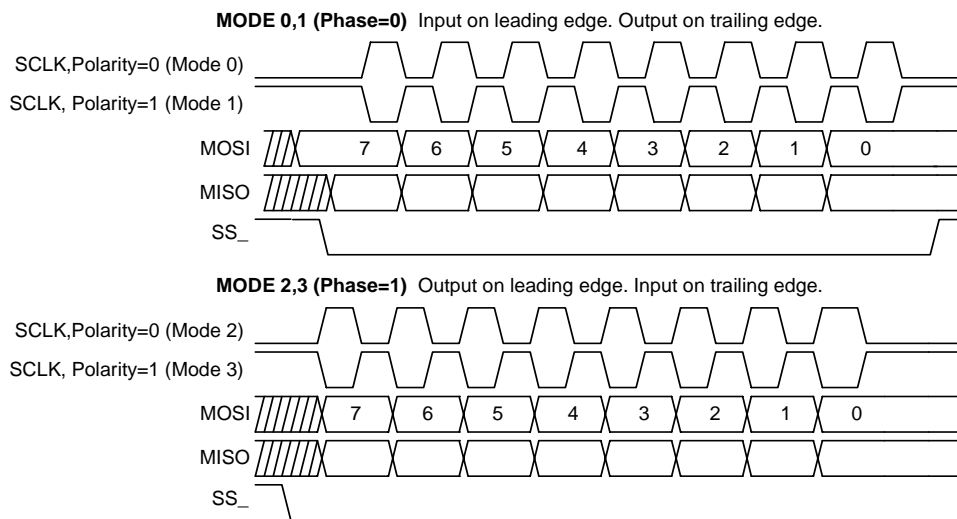 MODE 0,1 (Phase=0) Input on leading edge. Output on trailing edge.
SCLK,Polarity=0 (Mode 0)
SCLK, Polarity=1 (Mode 1)
MOSI 7 6 5 4 3 2 1 0
MISO
SS_
MODE 2,3 (Phase=1) Output on leading edge. Input on trailing edge.
SCLK,Polarity=0 (Mode 2)
SCLK, Polarity=1 (Mode 3)
MOSI 7 6 5 4 3 2 1 0
MISO
SS_